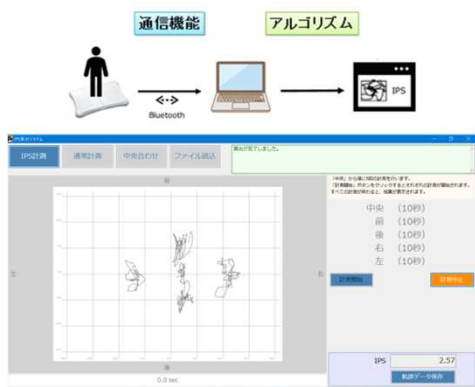 通信機能
アルゴリズム
Bluetooth
IPS
IPS計測
通常計測
中央合わせ
ファイル読込
算出が完了しました。
「中央」から順に5回の計測を行います。
「計測開始」ボタンをクリックするとそれぞれの計測が開始されます。
すべての計測が終わると、結果が表示されます。
中央 (10秒)
前 (10秒)
後 (10秒)
右 (10秒)
左 (10秒)
計測開始
計測中止
前
左
右
後
0.0 sec
IPS 2.57
軌跡データ保存